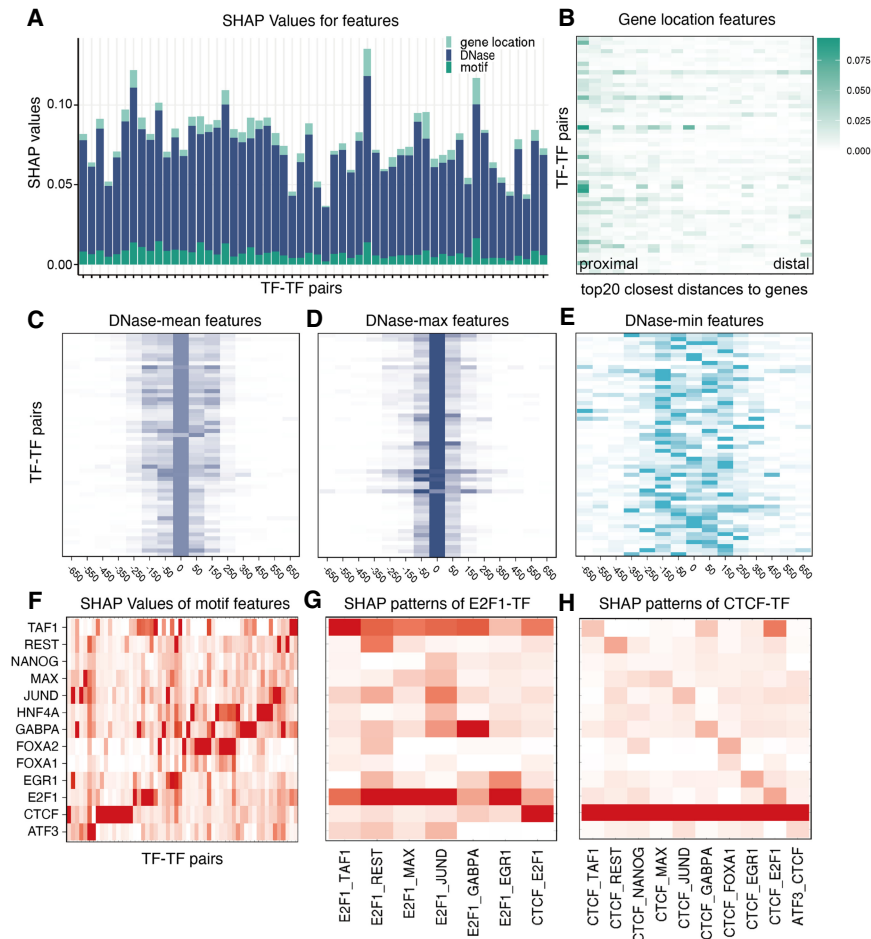 A
SHAP Values for features
gene location
DNase
motif
SHAP values
0.10
0.05
0.00
TF-TF pairs
B
Gene location features
TF-TF pairs
0.075
0.050
0.025
0.000
proximal
distal
top20 closest distances to genes
C
DNase-mean features
TF-TF pairs
-650
-550
-450
-350
-250
-150
-50
0
50
150
250
350
450
550
650
D
DNase-max features
-650
-550
-450
-350
-250
-150
-50
0
50
150
250
350
450
550
650
E
DNase-min features
-650
-550
-450
-350
-250
-150
-50
0
50
150
250
350
450
550
650
F
SHAP Values of motif features
TAF1
REST
NANOG
MAX
JUND
HNF4A
GABPA
FOXA2
FOXA1
EGR1
E2F1
CTCF
ATF3
TF-TF pairs
G
SHAP patterns of E2F1-TF
E2F1_TAF1
E2F1_REST
E2F1_MAX
E2F1_JUND
E2F1_GABPA
E2F1_EGR1
CTCF_E2F1
H
SHAP patterns of CTCF-TF
CTCF_TAF1
CTCF_REST
CTCF_NANOG
CTCF_MAX
CTCF_JUND
CTCF_GABPA
CTCF_FOXA1
CTCF_EGR1
CTCF_E2F1
ATF3_CTCF